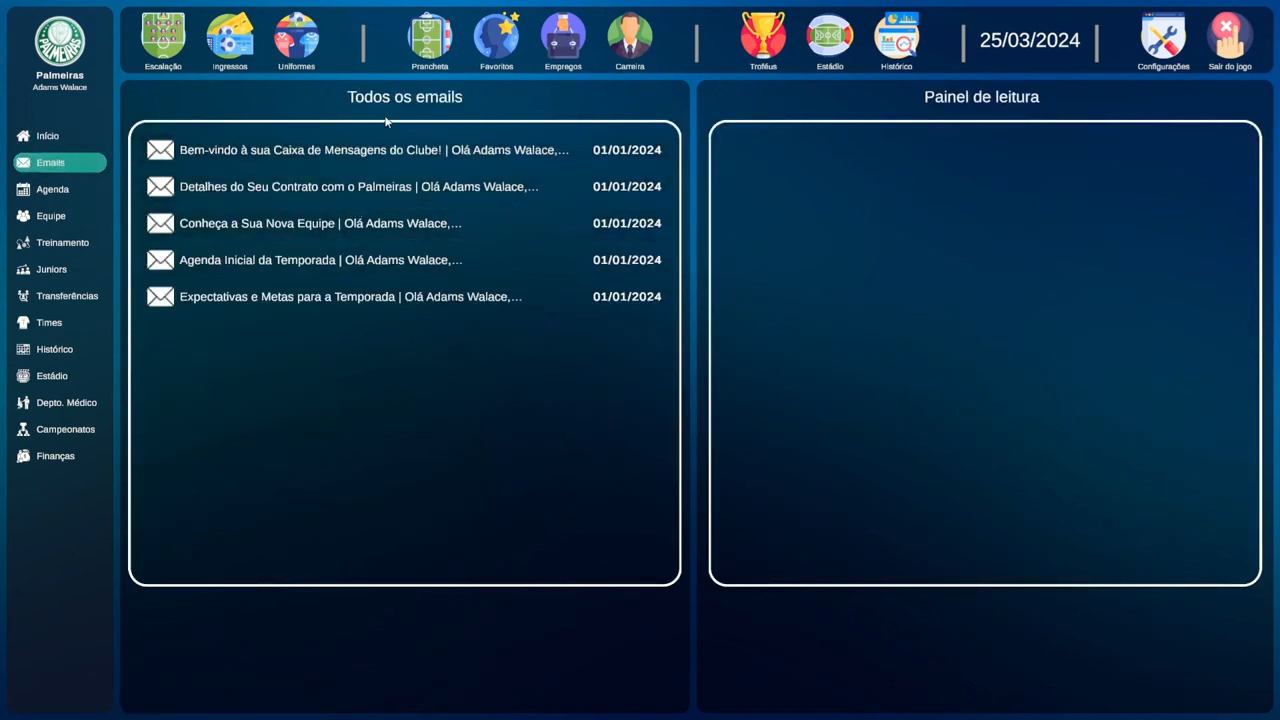 PALMEIRAS
Palmeiras
Adams Walace
Início
Emails
Agenda
Equipe
Treinamento
Juniors
Transferências
Times
Histórico
Estádio
Depto. Médico
Campeonatos
Finanças
Escalação
Ingressos
Uniformes
Prancheta
Favoritos
Empregos
Carreira
Troféus
Estádio
Histórico
25/03/2024
Configurações
Sair do jogo
Todos os emails
Bem-vindo à sua Caixa de Mensagens do Clube! | Olá Adams Walace,... 01/01/2024
Detalhes do Seu Contrato com o Palmeiras | Olá Adams Walace,... 01/01/2024
Conheça a Sua Nova Equipe | Olá Adams Walace,... 01/01/2024
Agenda Inicial da Temporada | Olá Adams Walace,... 01/01/2024
Expectativas e Metas para a Temporada | Olá Adams Walace,... 01/01/2024
Painel de leitura